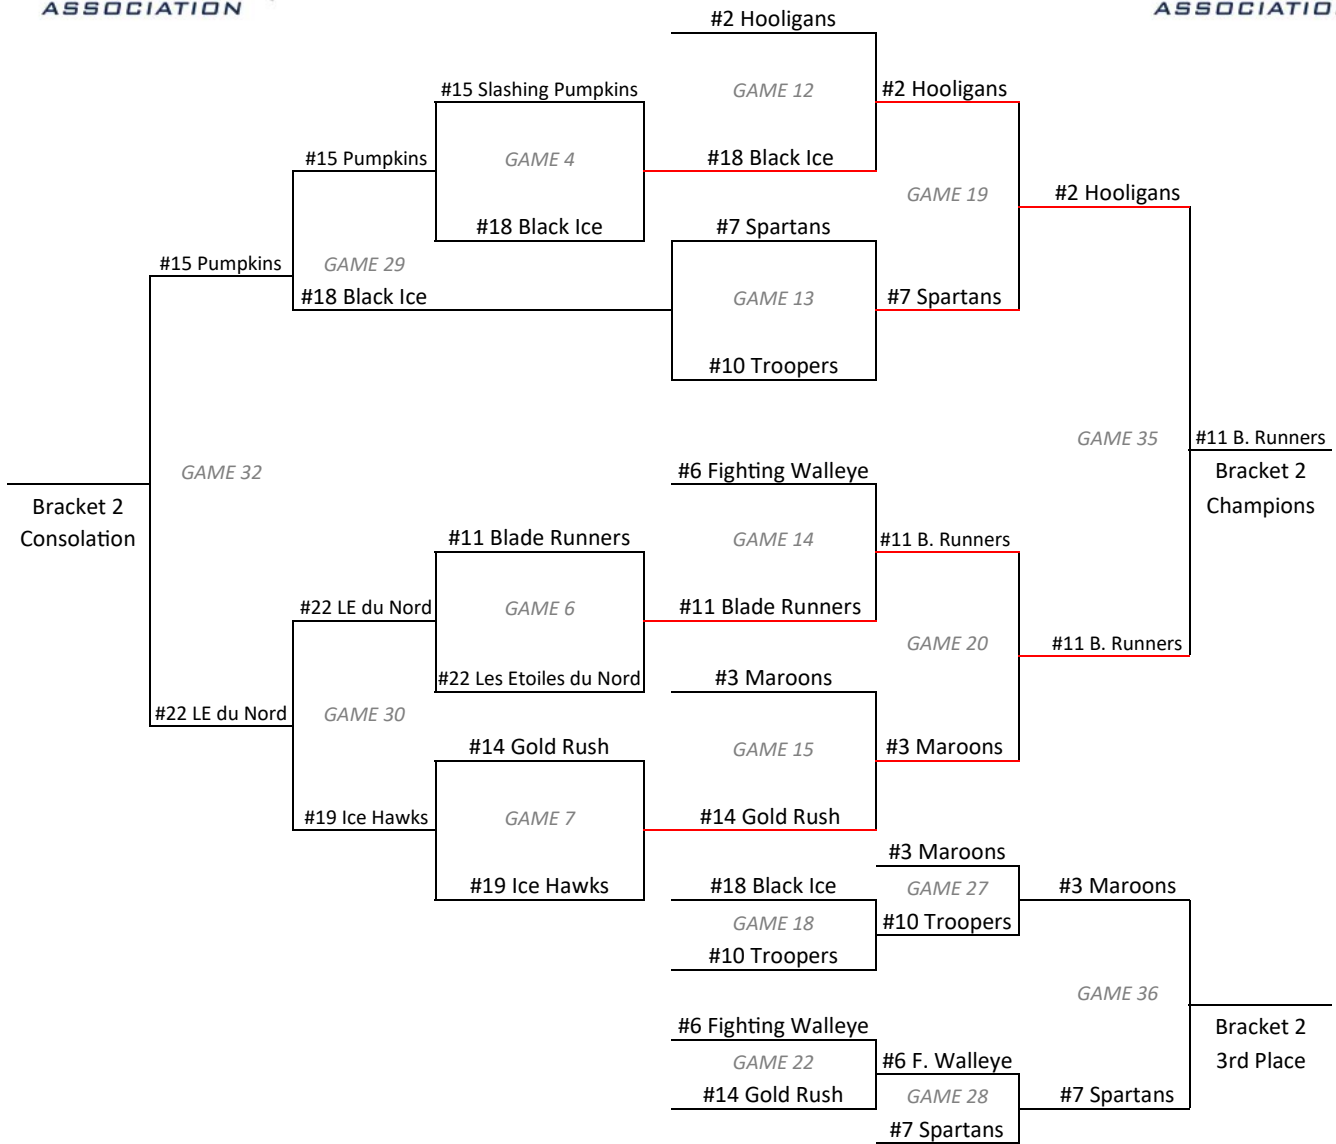 ASSOCIATION
ASSOCIATIO
#2 Hooligans
#15 Slashing Pumpkins
GAME 12
#2 Hooligans
#15 Pumpkins
GAME 4
#18 Black Ice
GAME 19
#2 Hooligans
#18 Black Ice
#7 Spartans
#15 Pumpkins
GAME 29
#18 Black Ice
GAME 13
#7 Spartans
#10 Troopers
GAME 35
#11 B. Runners
GAME 32
#6 Fighting Walleye
Bracket 2
Champions
Bracket 2
Consolation
#11 Blade Runners
GAME 14
#11 B. Runners
#22 LE du Nord
GAME 6
#11 Blade Runners
GAME 20
#11 B. Runners
#22 Les Etoiles du Nord
#3 Maroons
#22 LE du Nord
GAME 30
#14 Gold Rush
GAME 15
#3 Maroons
#19 Ice Hawks
GAME 7
#14 Gold Rush
#3 Maroons
#19 Ice Hawks
#18 Black Ice
GAME 27
#3 Maroons
GAME 18
#10 Troopers
#10 Troopers
GAME 36
#6 Fighting Walleye
Bracket 2
3rd Place
GAME 22
#6 F. Walleye
#14 Gold Rush
GAME 28
#7 Spartans
#7 Spartans